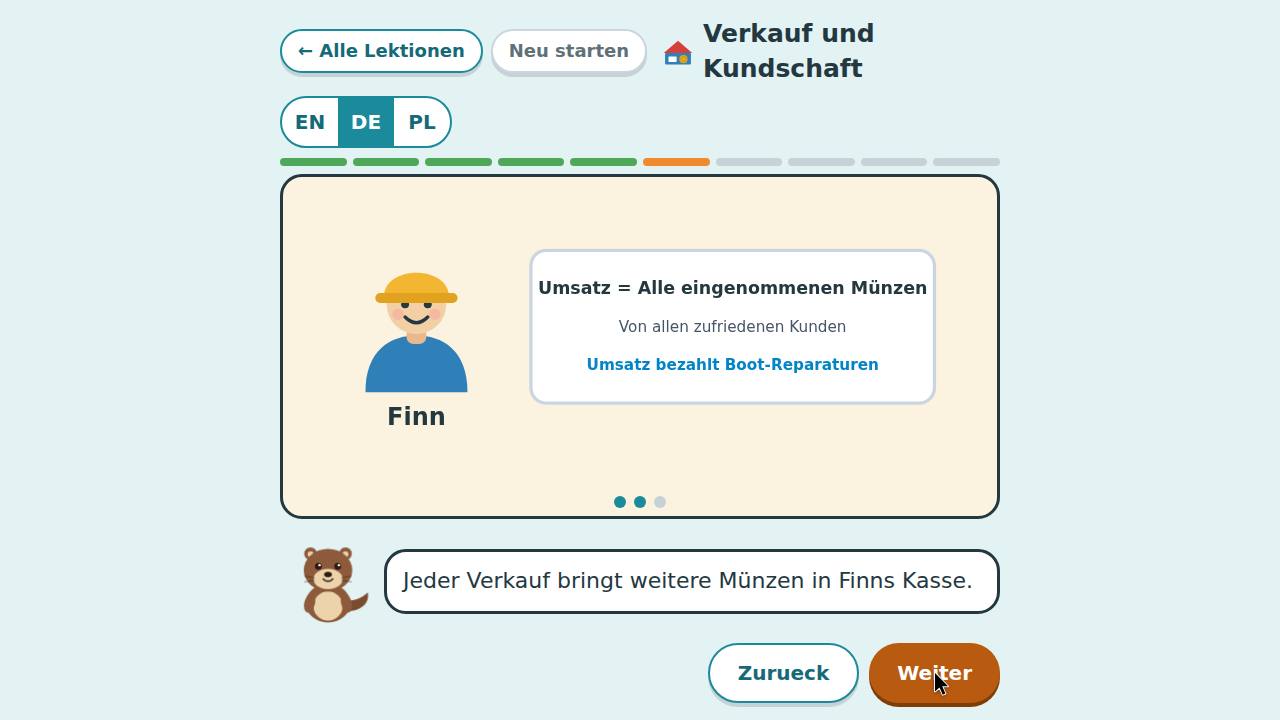 ← Alle Lektionen
Neu starten
Verkauf und
Kundschaft
EN DE PL
Umsatz = Alle eingenommenen Münzen
Von allen zufriedenen Kunden
Umsatz bezahlt Boot-Reparaturen
Finn
Jeder Verkauf bringt weitere Münzen in Finns Kasse.
Zurueck
Weiter